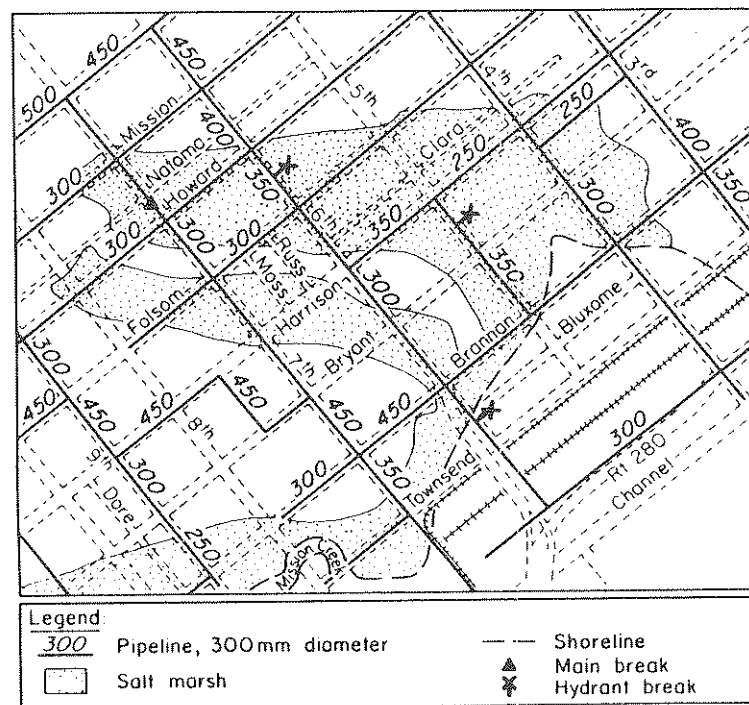 450
450
500
Mission
5th
4th
3rd
250
400
Natoma
Howard
Clara
250
400
300
350
350
6th
350
300
300
300
300
Russ
Moss
Harrison
350
300
Folsom
Brannan
Bluxome
7th
Bryant
300
450
450
450
450
8th
450
450
300
9th
300
Dore
300
350
Townsend
Rt 280
Channel
250
Mission Creek
Legend:
300 Pipeline, 300mm diameter
Salt marsh
Shoreline
Main break
Hydrant break